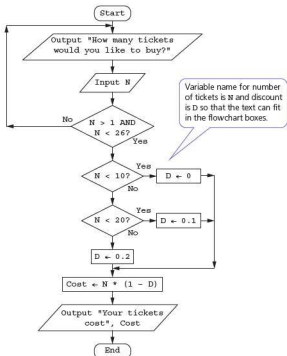 Start
Output "How many tickets
would you like to buy?"
Input N
Variable name for number
of tickets is N and discount
is D so that the text can fit
in the flowchart boxes.
No
N > 1 AND
N < 26?
Yes
N < 10?
Yes
D ← 0
No
N < 20?
Yes
D ← 0.1
No
D ← 0.2
Cost ← N * (1 - D)
Output "Your tickets
cost", Cost
End